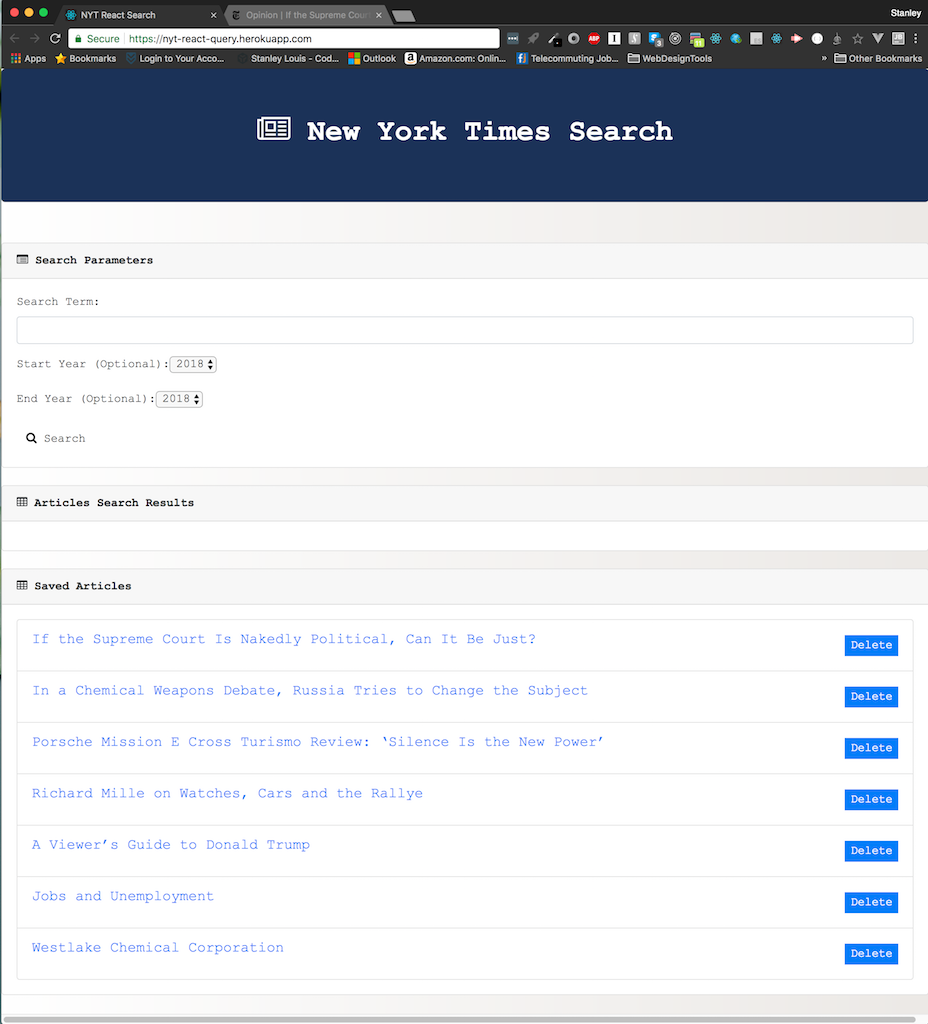 NYT React Search
Opinion | If the Supreme Cou
Stanley
Secure
https://nyt-react-query.herokuapp.com
Apps
Bookmarks
Login to Your Acco...
Stanley Louis - Cod...
Outlook
Amazon.com: Onlin...
Telecommuting Job...
WebDesignTools
»
Other Bookmarks
New York Times Search
Search Parameters
Search Term:
Start Year (Optional): 2018
End Year (Optional): 2018
Search
Articles Search Results
Saved Articles
If the Supreme Court Is Nakedly Political, Can It Be Just? Delete
In a Chemical Weapons Debate, Russia Tries to Change the Subject Delete
Porsche Mission E Cross Turismo Review: ‘Silence Is the New Power’ Delete
Richard Mille on Watches, Cars and the Rallye Delete
A Viewer’s Guide to Donald Trump Delete
Jobs and Unemployment Delete
Westlake Chemical Corporation Delete